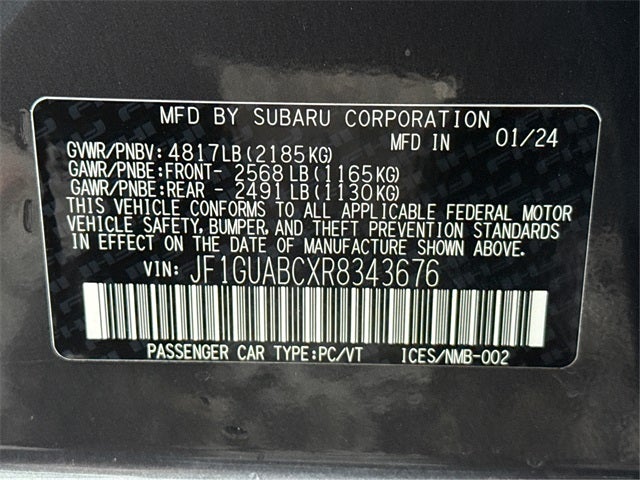 MFD BY SUBARU CORPORATION
MFD IN 01/24
GVWR/PNBV: 4817LB(2185KG)
GAWR/PNBE:FRONT- 2568LB(1165KG)
GAWR/PNBE:REAR - 2491LB(1130KG)
THIS VEHICLE CONFORMS TO ALL APPLICABLE FEDERAL MOTOR
VEHICLE SAFETY, BUMPER, AND THEFT PREVENTION STANDARDS
IN EFFECT ON THE DATE OF MANUFACTURE SHOWN ABOVE.
VIN: JF1GUABCXR8343676
PASSENGER CAR TYPE:PC/VT ICES/NMB-002